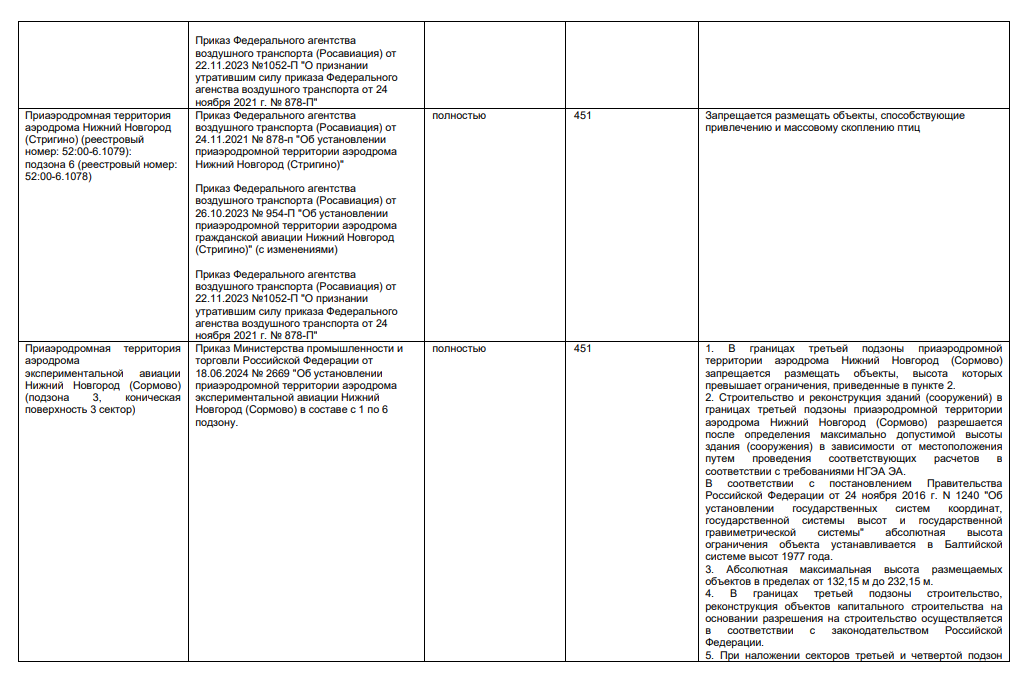 Приказ Федерального агентства
воздушного транспорта (Росавиация) от
22.11.2023 №1052-П "О признании
утратившим силу приказа Федерального
агенства воздушного транспорта от 24
ноября 2021 г. № 878-П"
Приаэродромная территория
аэродрома Нижний Новгород
(Стригино) (реестровый
номер: 52:00-6.1079):
подзона 6 (реестровый номер:
52:00-6.1078)
Приказ Федерального агентства
воздушного транспорта (Росавиация) от
24.11.2021 № 878-п "Об установлении
приаэродромной территории аэродрома
Нижний Новгород (Стригино)"
Приказ Федерального агентства
воздушного транспорта (Росавиация) от
26.10.2023 № 954-П "Об установлении
приаэродромной территории аэродрома
гражданской авиации Нижний Новгород
(Стригино)" (с изменениями)
Приказ Федерального агентства
воздушного транспорта (Росавиация) от
22.11.2023 №1052-П "О признании
утратившим силу приказа Федерального
агенства воздушного транспорта от 24
ноября 2021 г. № 878-П"
полностью
451
Запрещается размещать объекты, способствующие
привлечению и массовому скоплению птиц
Приаэродромная территория
аэродрома
экспериментальной авиации
Нижний Новгород (Сормово)
(подзона 3, коническая
поверхность 3 сектор)
Приказ Министерства промышленности и
торговли Российской Федерации от
18.06.2024 № 2669 "Об установлении
приаэродромной территории аэродрома
экспериментальной авиации Нижний
Новгород (Сормово) в составе с 1 по 6
подзону.
полностью
451
1. В границах третьей подзоны приаэродромной
территории аэродрома Нижний Новгород (Сормово)
запрещается размещать объекты, высота которых
превышает ограничения, приведенные в пункте 2.
2. Строительство и реконструкция зданий (сооружений) в
границах третьей подзоны приаэродромной территории
аэродрома Нижний Новгород (Сормово) разрешается
после определения максимально допустимой высоты
здания (сооружения) в зависимости от местоположения
путем проведения соответствующих расчетов в
соответствии с требованиями НГЭА ЭА.
В соответствии с постановлением Правительства
Российской Федерации от 24 ноября 2016 г. N 1240 "Об
установлении государственных систем координат,
государственной системы высот и государственной
гравиметрической системы" абсолютная высота
ограничения объекта устанавливается в Балтийской
системе высот 1977 года.
3. Абсолютная максимальная высота размещаемых
объектов в пределах от 132,15 м до 232,15 м.
4. В границах третьей подзоны строительство,
реконструкция объектов капитального строительства на
основании разрешения на строительство осуществляется
в соответствии с законодательством Российской
Федерации.
5. При наложении секторов третьей и четвертой подзон